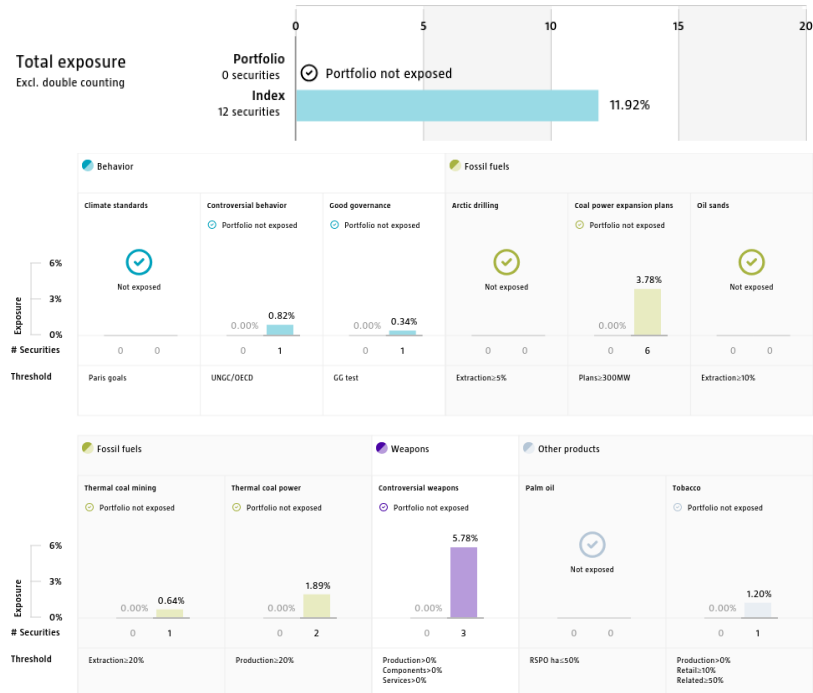 0 5 10 15 20
Total exposure
Excl. double counting
Portfolio
0 securities
Portfolio not exposed
Index
12 securities
11.92%
Behavior
Fossil fuels
Climate standards
Controversial behavior
Good governance
Arctic drilling
Coal power expansion plans
Oil sands
Portfolio not exposed
Portfolio not exposed
Portfolio not exposed
Exposure
6%
3%
0%
Not exposed
0.00% 0.82%
0.00% 0.34%
Not exposed
0.00% 3.78%
Not exposed
# Securities
0 0
0 1
0 1
0 0
0 6
0 0
Threshold
Paris goals
UNGC/OECD
GG test
Extraction≥5%
Plans≥300MW
Extraction≥10%
Fossil fuels
Weapons
Other products
Thermal coal mining
Thermal coal power
Controversial weapons
Palm oil
Tobacco
Portfolio not exposed
Portfolio not exposed
Portfolio not exposed
Portfolio not exposed
Exposure
6%
3%
0%
0.00% 0.64%
0.00% 1.89%
0.00% 5.78%
Not exposed
0.00% 1.20%
# Securities
0 1
0 2
0 3
0 0
0 1
Threshold
Extraction≥20%
Production≥20%
Production>0%
Components>0%
Services>0%
RSPO ha≤50%
Production>0%
Retail≥10%
Related≥50%